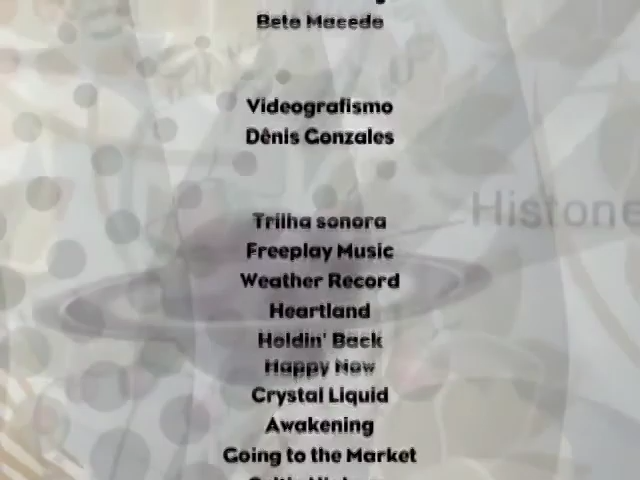 Beto Macedo
Videografismo
Dênis Gonzales
Histone
Trilha sonora
Freeplay Music
Weather Record
Heartland
Holdin' Back
Happy Now
Crystal Liquid
Awakening
Going to the Market